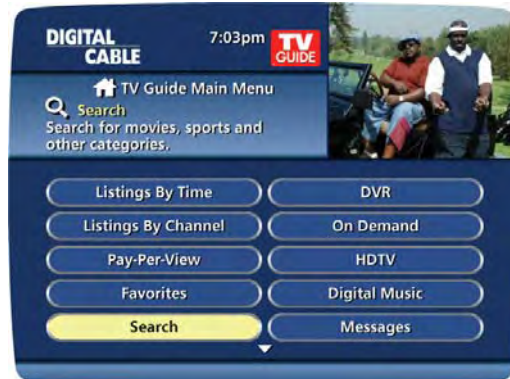 DIGITAL
CABLE
7:03pm
TV
GUIDE
TV Guide Main Menu
Search
Search for movies, sports and
other categories.
Listings By Time
DVR
Listings By Channel
On Demand
Pay-Per-View
HDTV
Favorites
Digital Music
Search
Messages